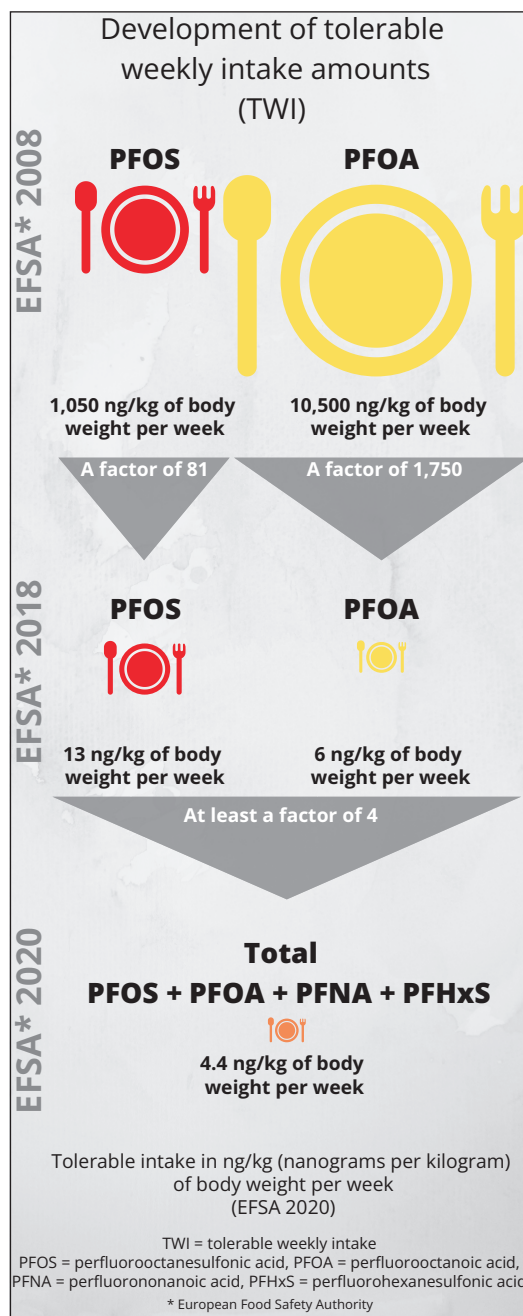 Development of tolerable
weekly intake amounts
(TWI)
EFSA* 2008
PFOS
PFOA
1,050 ng/kg of body
weight per week
10,500 ng/kg of body
weight per week
A factor of 81
A factor of 1,750
EFSA* 2018
PFOS
PFOA
13 ng/kg of body
weight per week
6 ng/kg of body
weight per week
At least a factor of 4
EFSA* 2020
Total
PFOS + PFOA + PFNA + PFHxS
4.4 ng/kg of body
weight per week
Tolerable intake in ng/kg (nanograms per kilogram)
of body weight per week
(EFSA 2020)
TWI = tolerable weekly intake
PFOS = perfluorooctanesulfonic acid, PFOA = perfluorooctanoic acid,
PFNA = perfluorononanoic acid, PFHxS = perfluorohexanesulfonic acid
* European Food Safety Authority